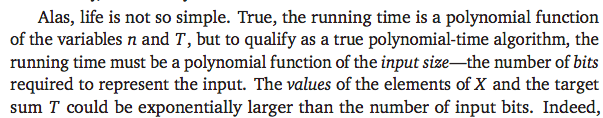 Alas, life is not so simple. True, the running time is a polynomial function
of the variables n and T, but to qualify as a true polynomial-time algorithm, the
running time must be a polynomial function of the input size—the number of bits
required to represent the input. The values of the elements of X and the target
sum T could be exponentially larger than the number of input bits. Indeed,